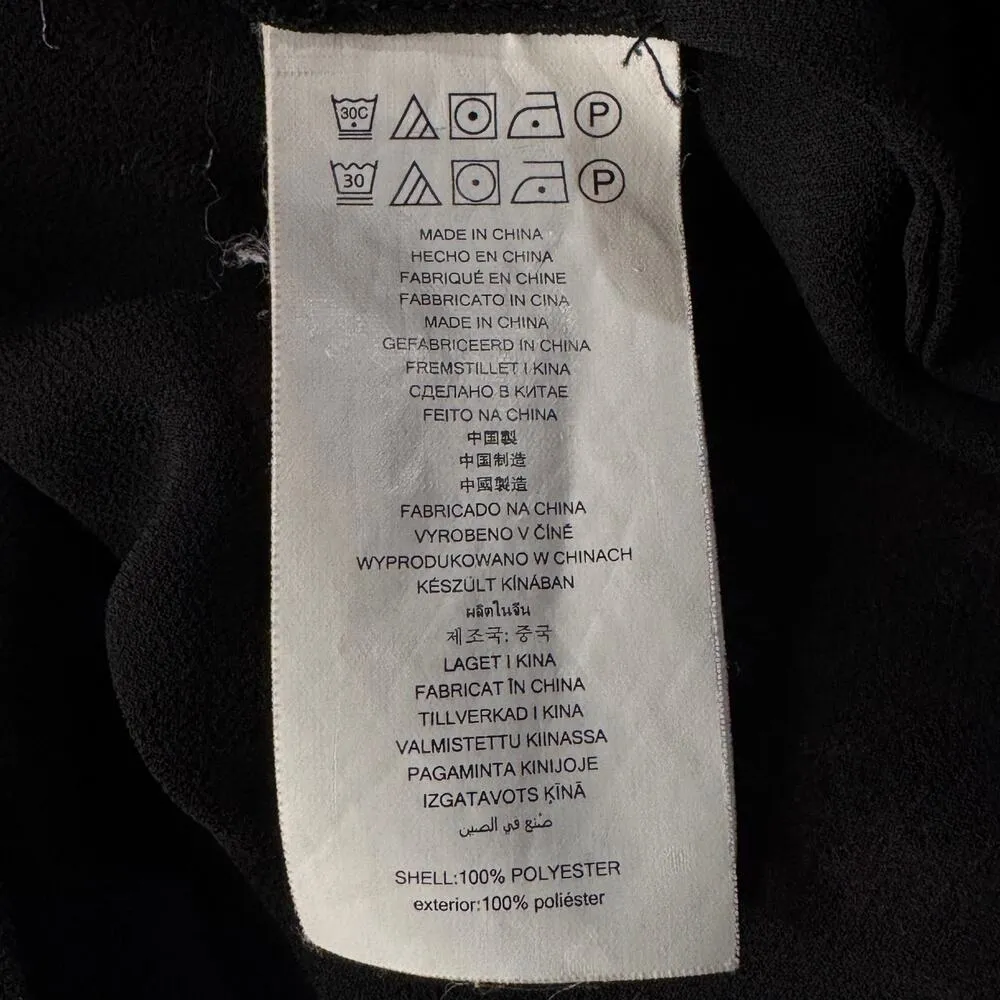 30C P
30 P
MADE IN CHINA
HECHO EN CHINA
FABRIQUÉ EN CHINE
FABBRICATO IN CINA
MADE IN CHINA
GEFABRICEERD IN CHINA
FREMSTILLET I KINA
СДЕЛАНО В КИТАЕ
FEITO NA CHINA
中国製
中国制造
中國製造
FABRICADO NA CHINA
VYROBENO V ČÍNĚ
WYPRODUKOWANO W CHINACH
KÉSZÚLT KÍNÁBAN
ผลิตในจีน
제조국: 중국
LAGET I KINA
FABRICAT ÎN CHINA
TILLVERKAD I KINA
VALMISTETTU KIINASSA
PAGAMINTA KINIJOJE
IZGATAVOTS ĶĪNĀ
صُنع في الصين
SHELL:100% POLYESTER
exterior:100% poliéster